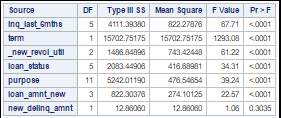 Source DF Type III SS Mean Square F Value Pr > F
inq_last_6mths 5 4111.39380 822.27876 67.71 <.0001
term 1 15702.75175 15702.75175 1293.08 <.0001
_new_revol_util 2 1486.84896 743.42448 61.22 <.0001
loan_status 5 2083.44906 416.68981 34.31 <.0001
purpose 11 5242.01190 476.54654 39.24 <.0001
loan_amnt_new 3 822.30376 274.10125 22.57 <.0001
new_delinq_amnt 1 12.86060 12.86060 1.06 0.3035